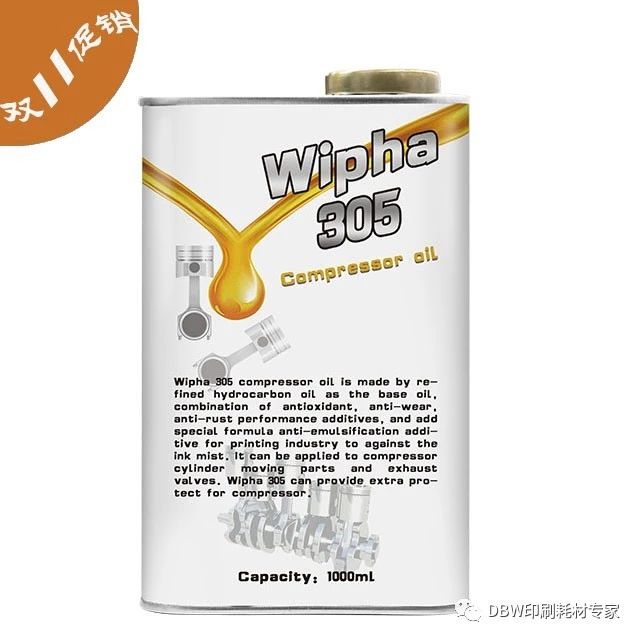 双11促销
Wipha
305
Compressor oil
Wipha 305 compressor oil is made by re-
fined hydrocarbon oil as the base oil,
combination of antioxidant, anti-wear,
anti-rust performance additives, and add
special formula anti-emulsification addi-
tive for printing industry to against the
ink mist. It can be applied to compressor
cylinder moving parts and exhaust
valves. Wipha 305 can provide extra pro-
tect for compressor.
Capacity: 1000ml
DBW印刷耗材专家